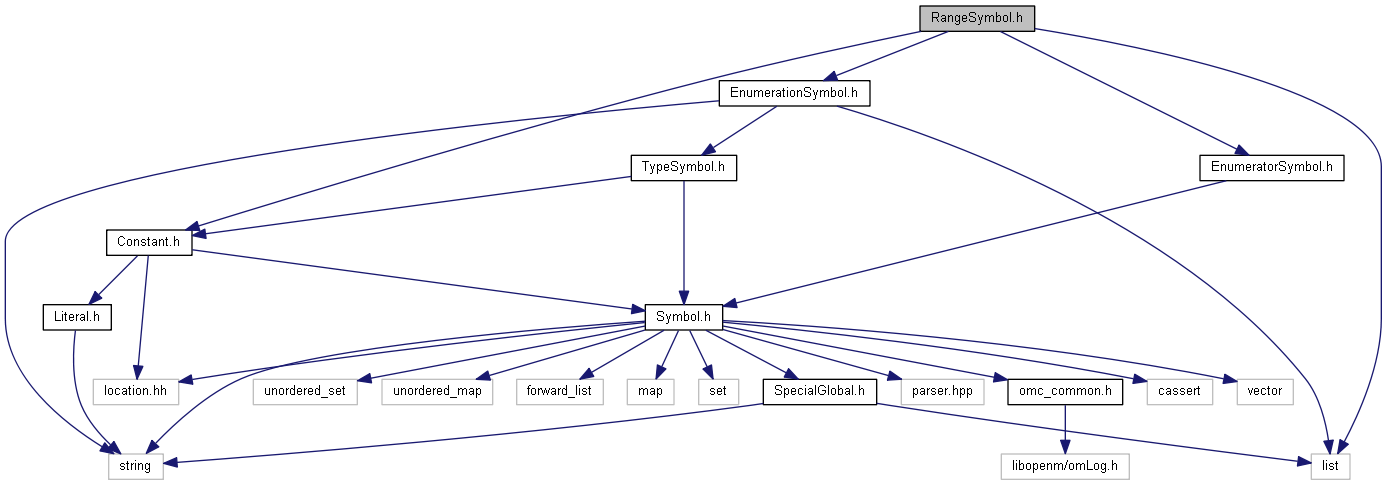 RangeSymbol.h
EnumerationSymbol.h
TypeSymbol.h
EnumeratorSymbol.h
Constant.h
Literal.h
Symbol.h
location.hh
unordered_set
unordered_map
forward_list
map
set
SpecialGlobal.h
parser.hpp
omc_common.h
cassert
vector
string
libopenm/omLog.h
list